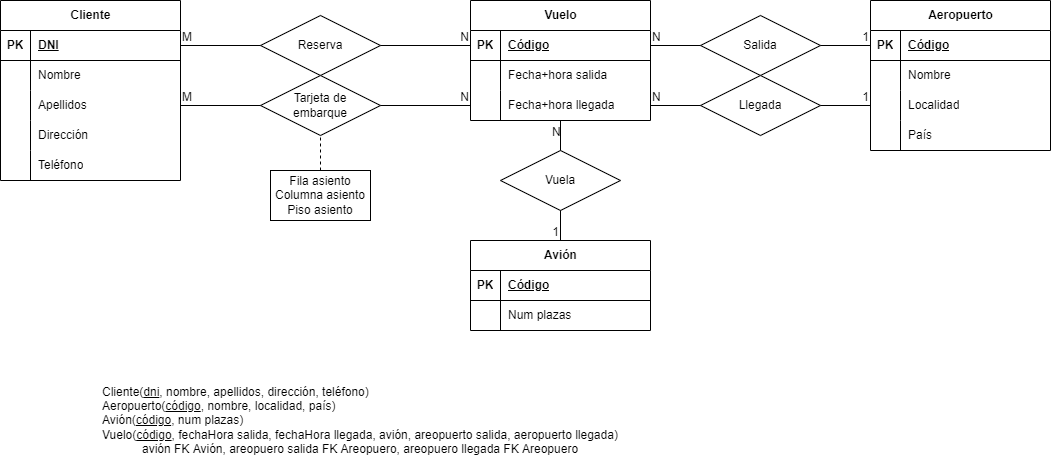 Cliente
PK DNI
Nombre
Apellidos
Dirección
Teléfono
M
Reserva
N
M
Tarjeta de
embarque
N
Fila asiento
Columna asiento
Piso asiento
Vuelo
PK Código
Fecha+hora salida
Fecha+hora llegada
N
Salida
1
N
Llegada
1
Aeropuerto
PK Código
Nombre
Localidad
País
N
Vuela
1
Avión
PK Código
Num plazas
Cliente(dni, nombre, apellidos, dirección, teléfono)
Aeropuerto(código, nombre, localidad, país)
Avión(código, num plazas)
Vuelo(código, fechaHora salida, fechaHora llegada, avión, areopuerto salida, aeropuerto llegada)
avión FK Avión, areopuero salida FK Areopuero, areopuero llegada FK Areopuero